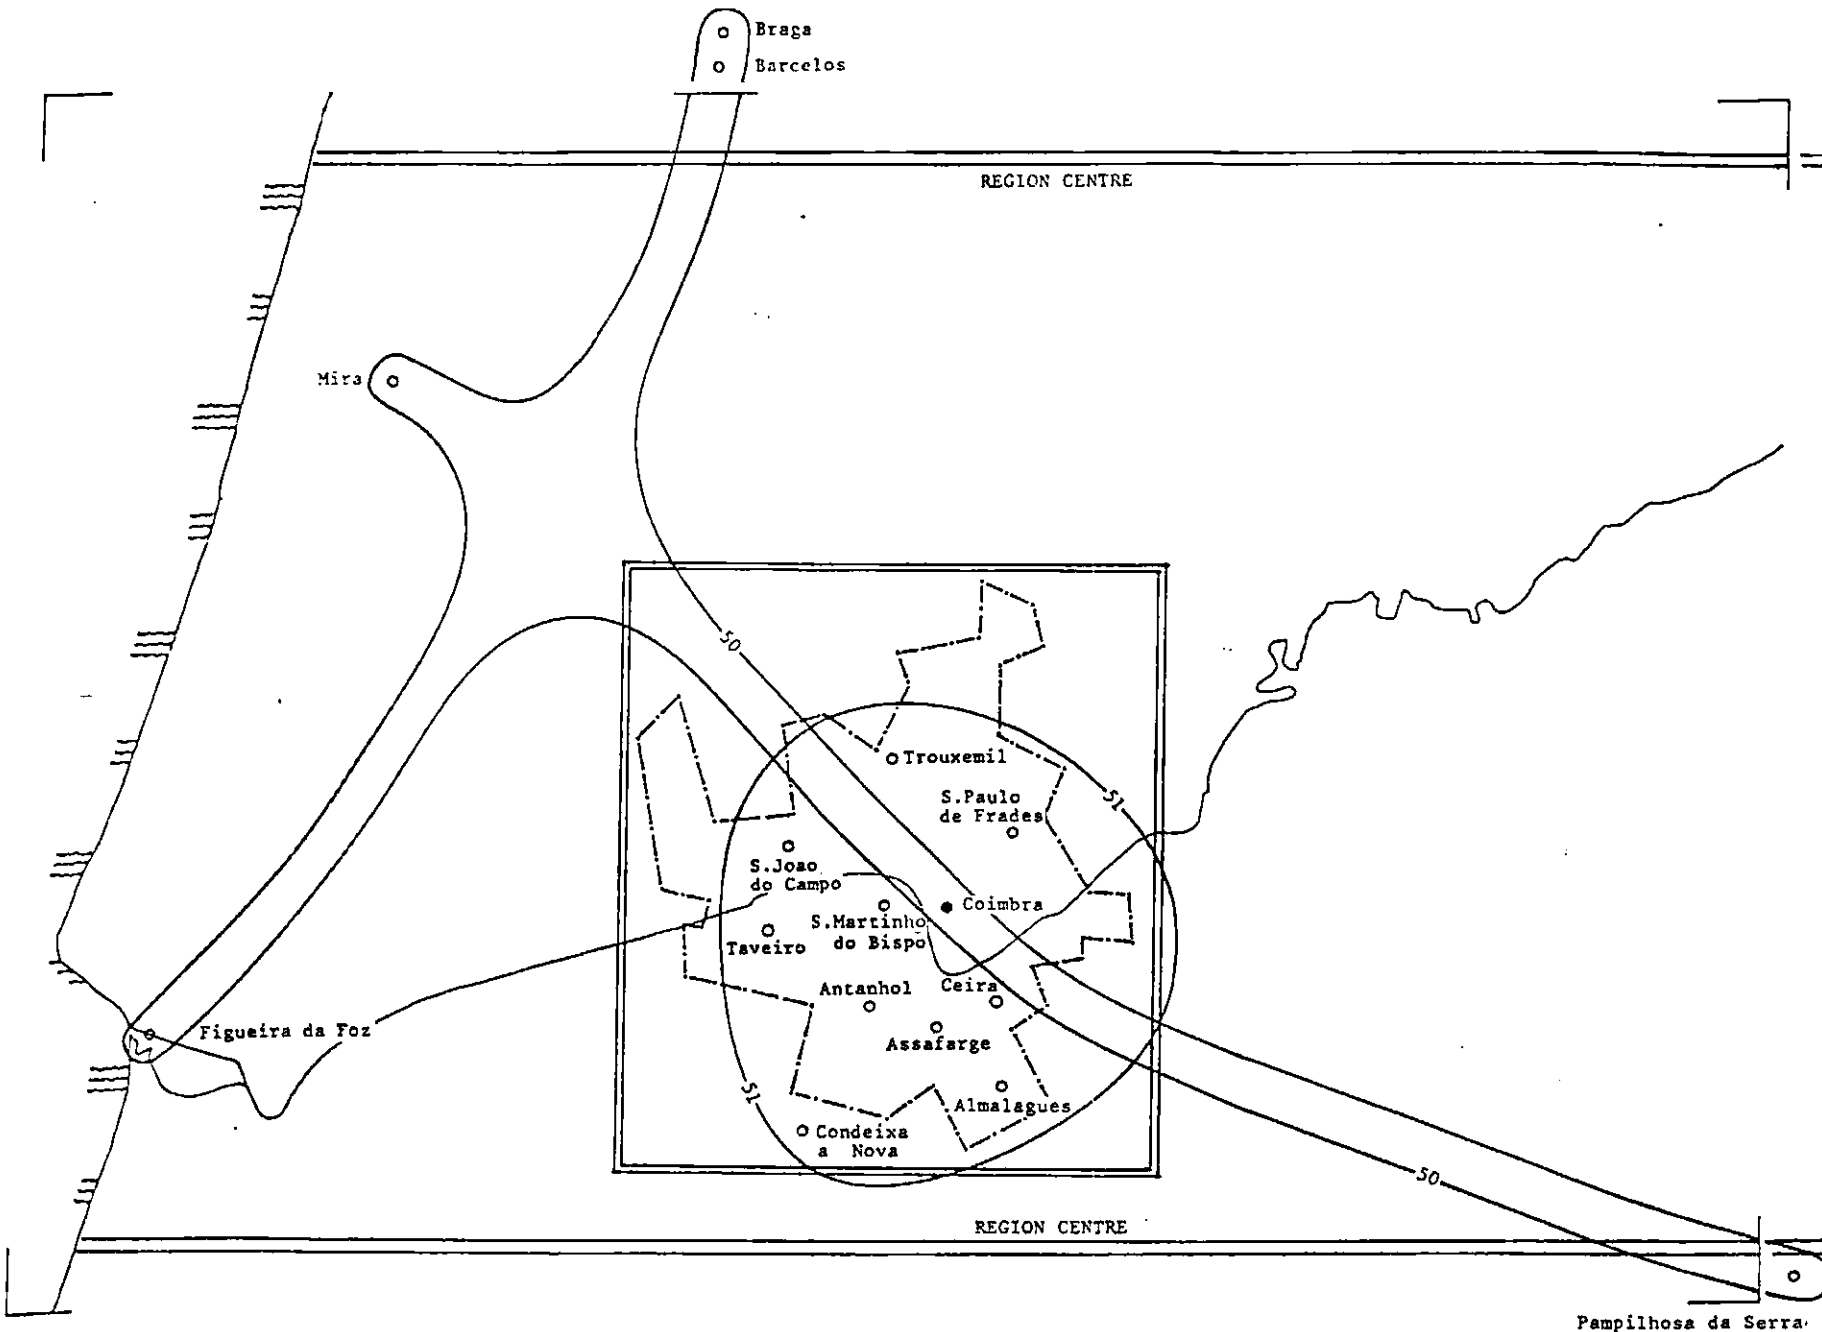 Braga
Barcelos
REGION CENTRE
Mira
50
Trouxemil
S.Paulo
de Frades
51
S.Joao
do Campo
Coimbra
S.Martinho
do Bispo
Taveiro
Antanhol
Ceira
Figueira da Foz
Assafarge
51
Almalagues
Condeixa
a Nova
50
REGION CENTRE
Pampilhosa da Serra